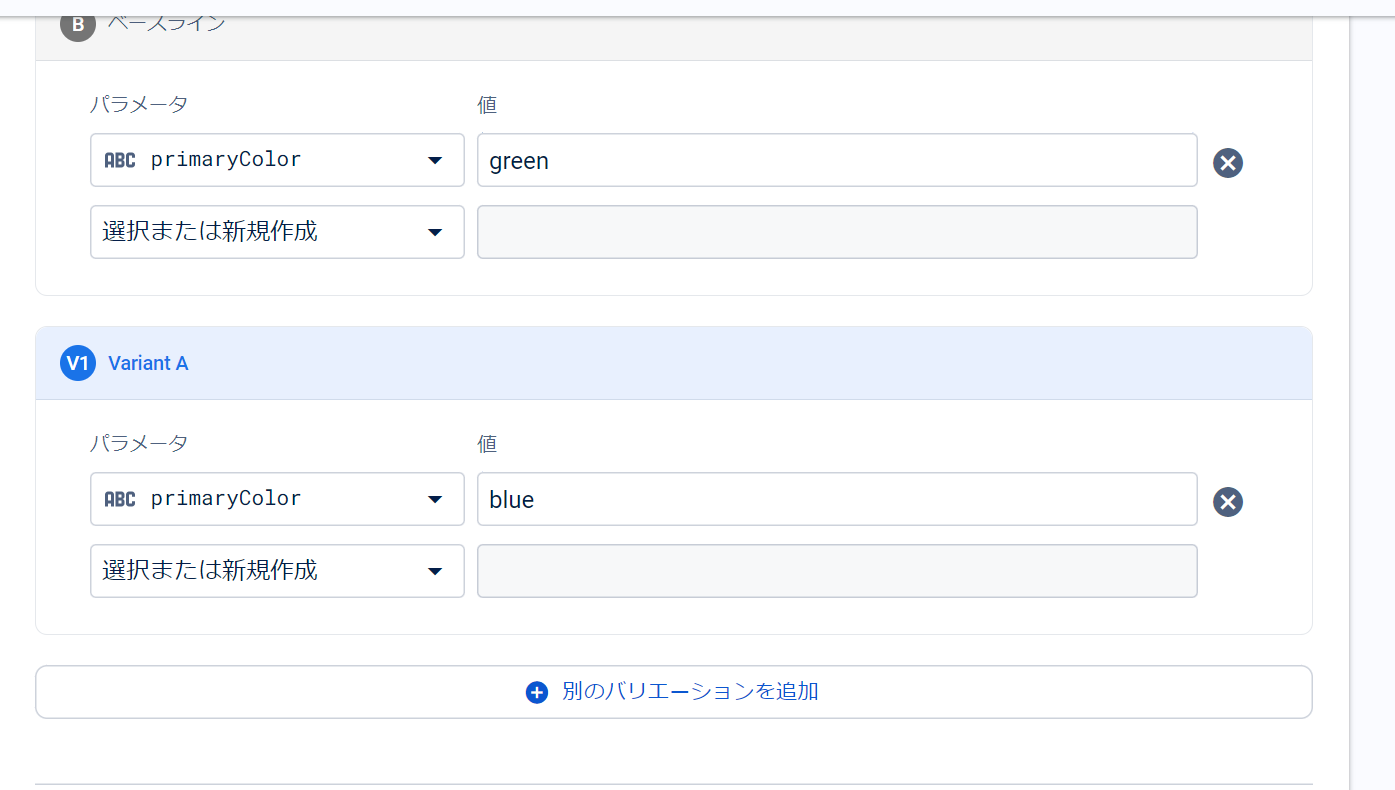 B ベースライン
パラメータ 値
ABC primaryColor green
選択または新規作成
V1 Variant A
パラメータ 値
ABC primaryColor blue
選択または新規作成
別のバリエーションを追加